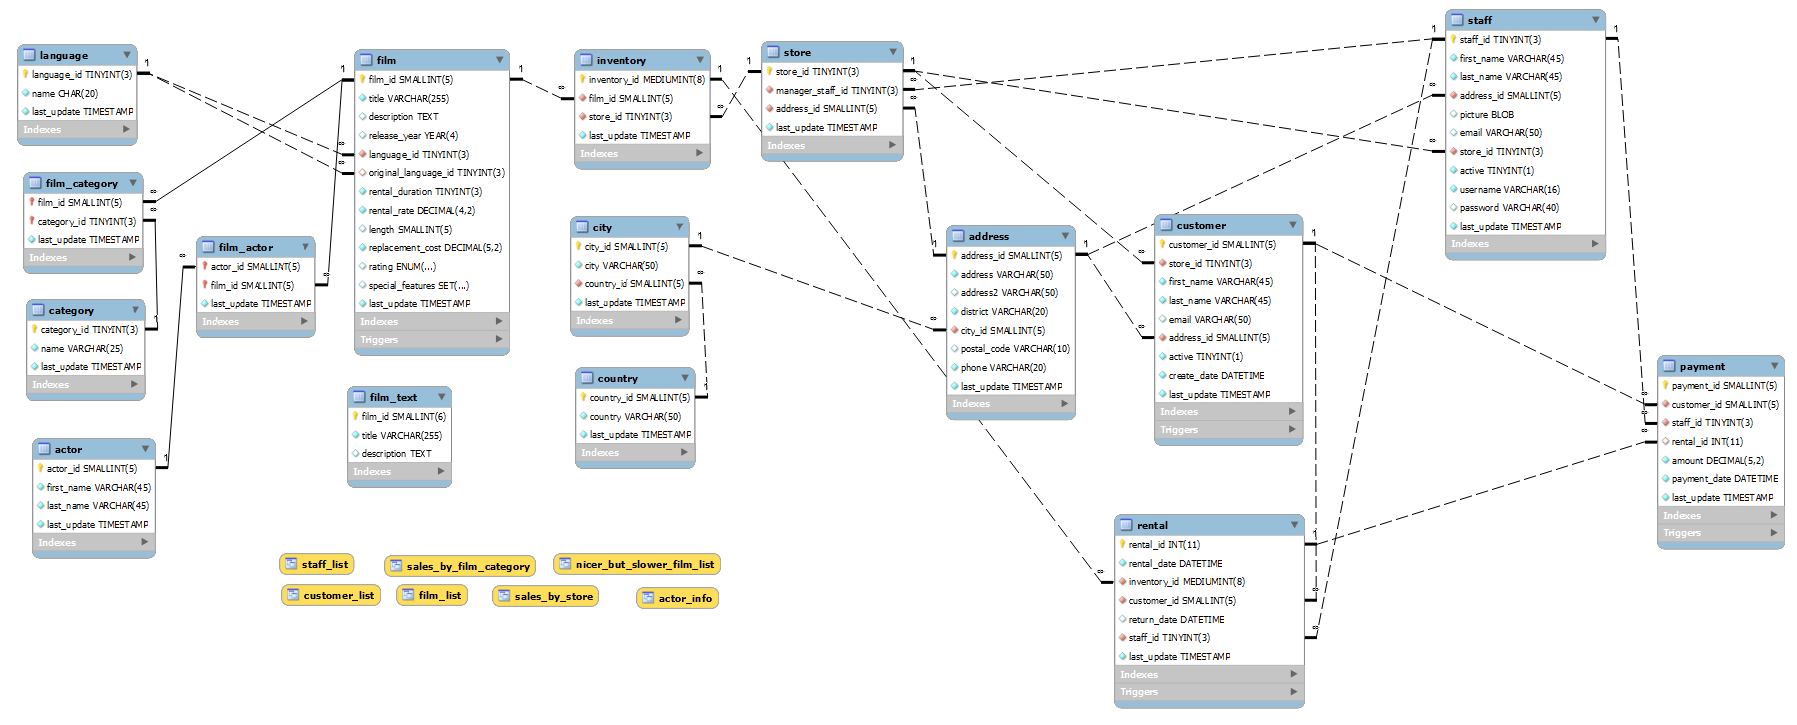 language
language_id TINYINT(3)
name CHAR(20)
last_update TIMESTAMP
Indexes
film_category
film_id SMALLINT(5)
category_id TINYINT(3)
last_update TIMESTAMP
Indexes
category
category_id TINYINT(3)
name VARCHAR(25)
last_update TIMESTAMP
Indexes
actor
actor_id SMALLINT(5)
first_name VARCHAR(45)
last_name VARCHAR(45)
last_update TIMESTAMP
Indexes
film_actor
actor_id SMALLINT(5)
film_id SMALLINT(5)
last_update TIMESTAMP
Indexes
film
film_id SMALLINT(5)
title VARCHAR(255)
description TEXT
release_year YEAR(4)
language_id TINYINT(3)
original_language_id TINYINT(3)
rental_duration TINYINT(3)
rental_rate DECIMAL(4,2)
length SMALLINT(5)
replacement_cost DECIMAL(5,2)
rating ENUM(...)
special_features SET(...)
last_update TIMESTAMP
Indexes
Triggers
film_text
film_id SMALLINT(6)
title VARCHAR(255)
description TEXT
Indexes
inventory
inventory_id MEDIUMINT(8)
film_id SMALLINT(5)
store_id TINYINT(3)
last_update TIMESTAMP
Indexes
city
city_id SMALLINT(5)
city VARCHAR(50)
country_id SMALLINT(5)
last_update TIMESTAMP
Indexes
country
country_id SMALLINT(5)
country VARCHAR(50)
last_update TIMESTAMP
Indexes
store
store_id TINYINT(3)
manager_staff_id TINYINT(3)
address_id SMALLINT(5)
last_update TIMESTAMP
Indexes
address
address_id SMALLINT(5)
address VARCHAR(50)
address2 VARCHAR(50)
district VARCHAR(20)
city_id SMALLINT(5)
postal_code VARCHAR(10)
phone VARCHAR(20)
last_update TIMESTAMP
Indexes
customer
customer_id SMALLINT(5)
store_id TINYINT(3)
first_name VARCHAR(45)
last_name VARCHAR(45)
email VARCHAR(50)
address_id SMALLINT(5)
active TINYINT(1)
create_date DATETIME
last_update TIMESTAMP
Indexes
Triggers
staff
staff_id TINYINT(3)
first_name VARCHAR(45)
last_name VARCHAR(45)
address_id SMALLINT(5)
picture BLOB
email VARCHAR(50)
store_id TINYINT(3)
active TINYINT(1)
username VARCHAR(16)
password VARCHAR(40)
last_update TIMESTAMP
Indexes
payment
payment_id SMALLINT(5)
customer_id SMALLINT(5)
staff_id TINYINT(3)
rental_id INT(11)
amount DECIMAL(5,2)
payment_date DATETIME
last_update TIMESTAMP
Indexes
Triggers
rental
rental_id INT(11)
rental_date DATETIME
inventory_id MEDIUMINT(8)
customer_id SMALLINT(5)
return_date DATETIME
staff_id TINYINT(3)
last_update TIMESTAMP
Indexes
Triggers
staff_list
sales_by_film_category
nicer_but_slower_film_list
customer_list
film_list
sales_by_store
actor_info